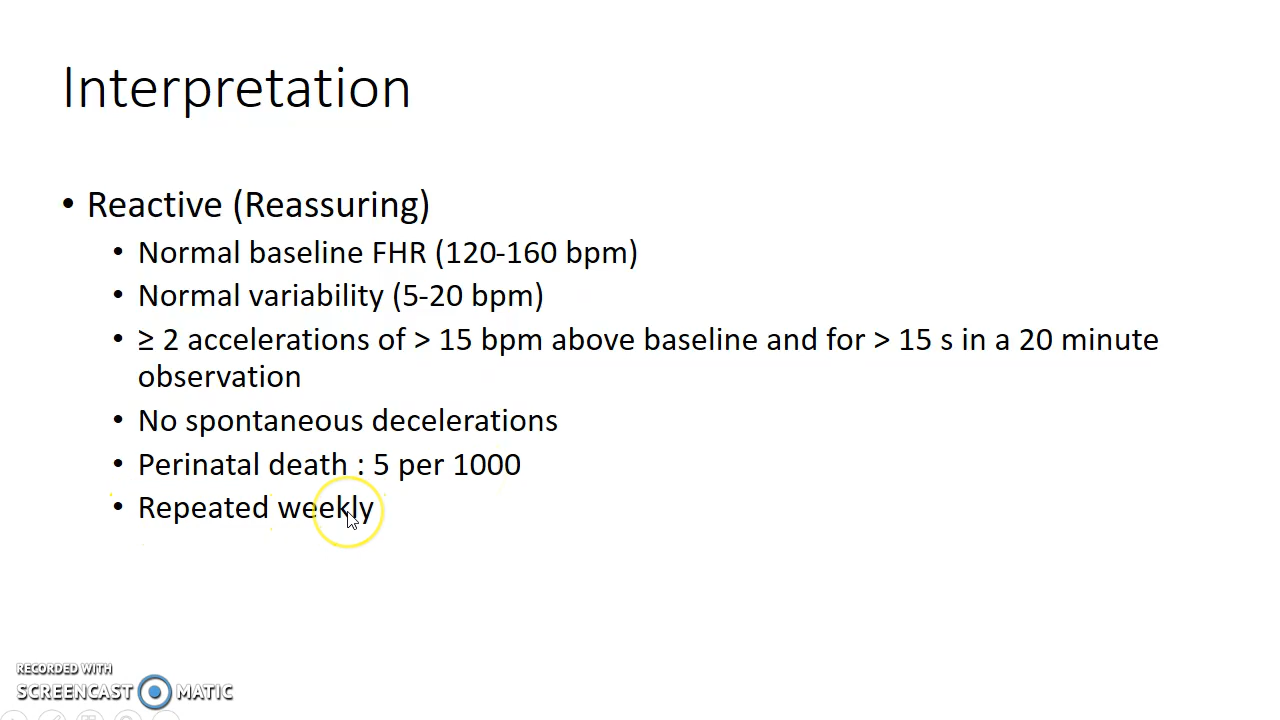 Interpretation
• Reactive (Reassuring)
• Normal baseline FHR (120-160 bpm)
• Normal variability (5-20 bpm)
• ≥ 2 accelerations of > 15 bpm above baseline and for > 15 s in a 20 minute
observation
• No spontaneous decelerations
• Perinatal death : 5 per 1000
• Repeated weekly
RECORDED WITH
SCREENCAST MATIC